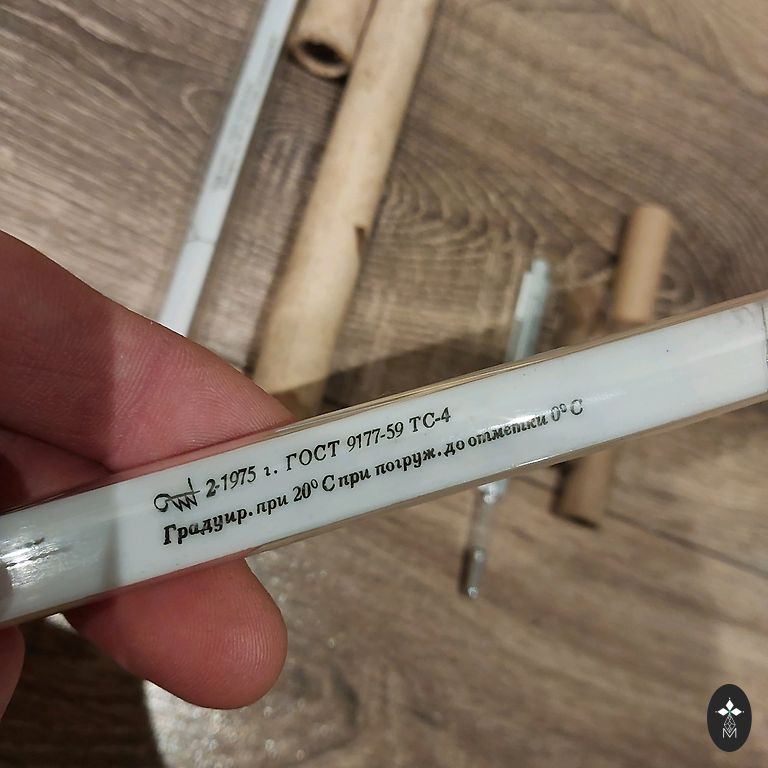 2-1975 г. ГОСТ 9177-59 ТС-4
Градуир. при 20° С при погруж. до отметки 0° С
М